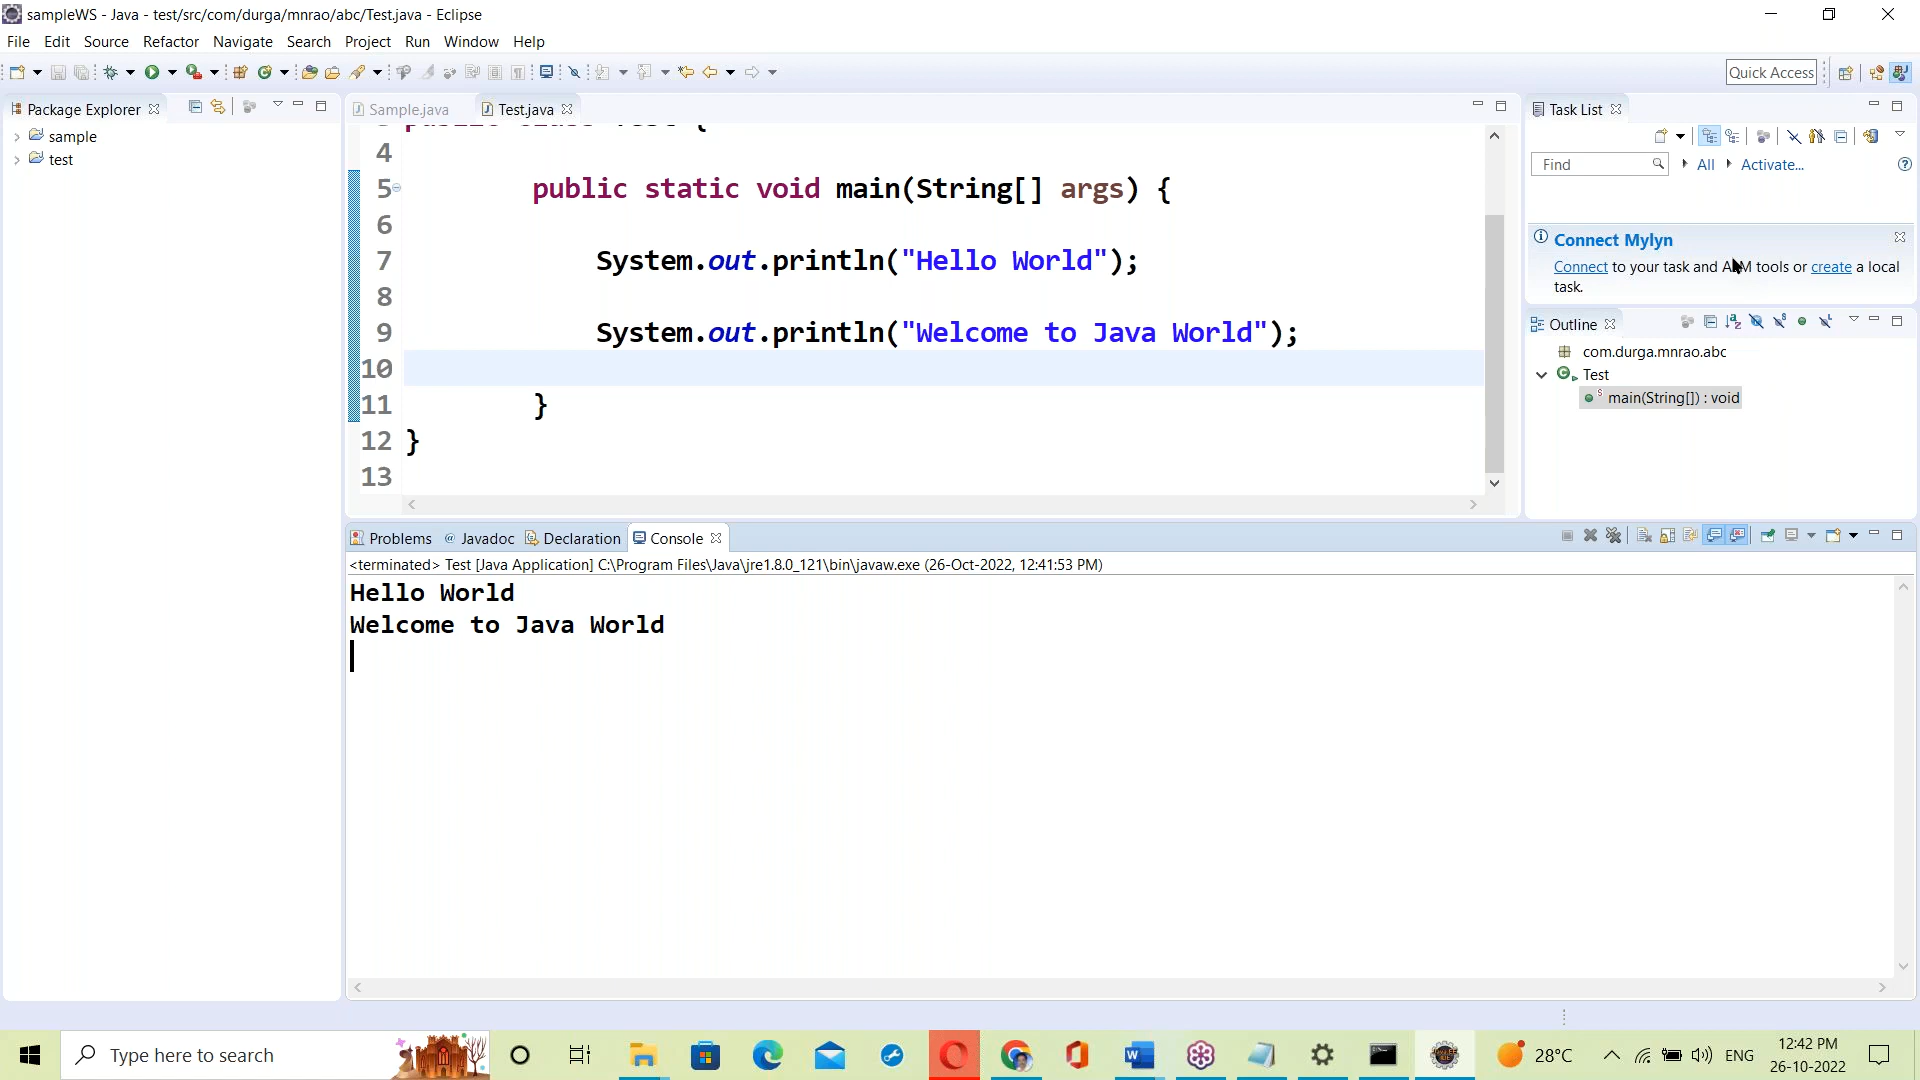 sampleWS - Java - test/src/com/durga/mnrao/abc/Test.java - Eclipse
File Edit Source Refactor Navigate Search Project Run Window Help
Quick Access
Package Explorer
sample
test
Sample.java Test.java
4
5 public static void main(String[] args) {
6
7 System.out.println("Hello World");
8
9 System.out.println("Welcome to Java World");
10
11 }
12 }
13
Task List
Find All Activate...
Connect Mylyn
Connect to your task and ALM tools or create a local
task.
Outline
com.durga.mnrao.abc
Test
main(String[]) : void
Problems @ Javadoc Declaration Console
<terminated> Test [Java Application] C:\Program Files\Java\jre1.8.0_121\bin\javaw.exe (26-Oct-2022, 12:41:53 PM)
Hello World
Welcome to Java World
Type here to search
28°C
ENG
12:42 PM
26-10-2022